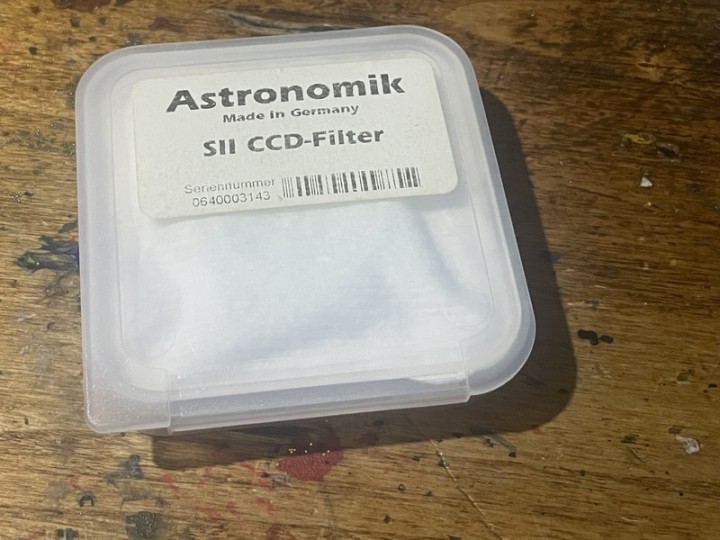 Astronomik
Made in Germany
SII CCD-Filter
Seriennummer
0640003143